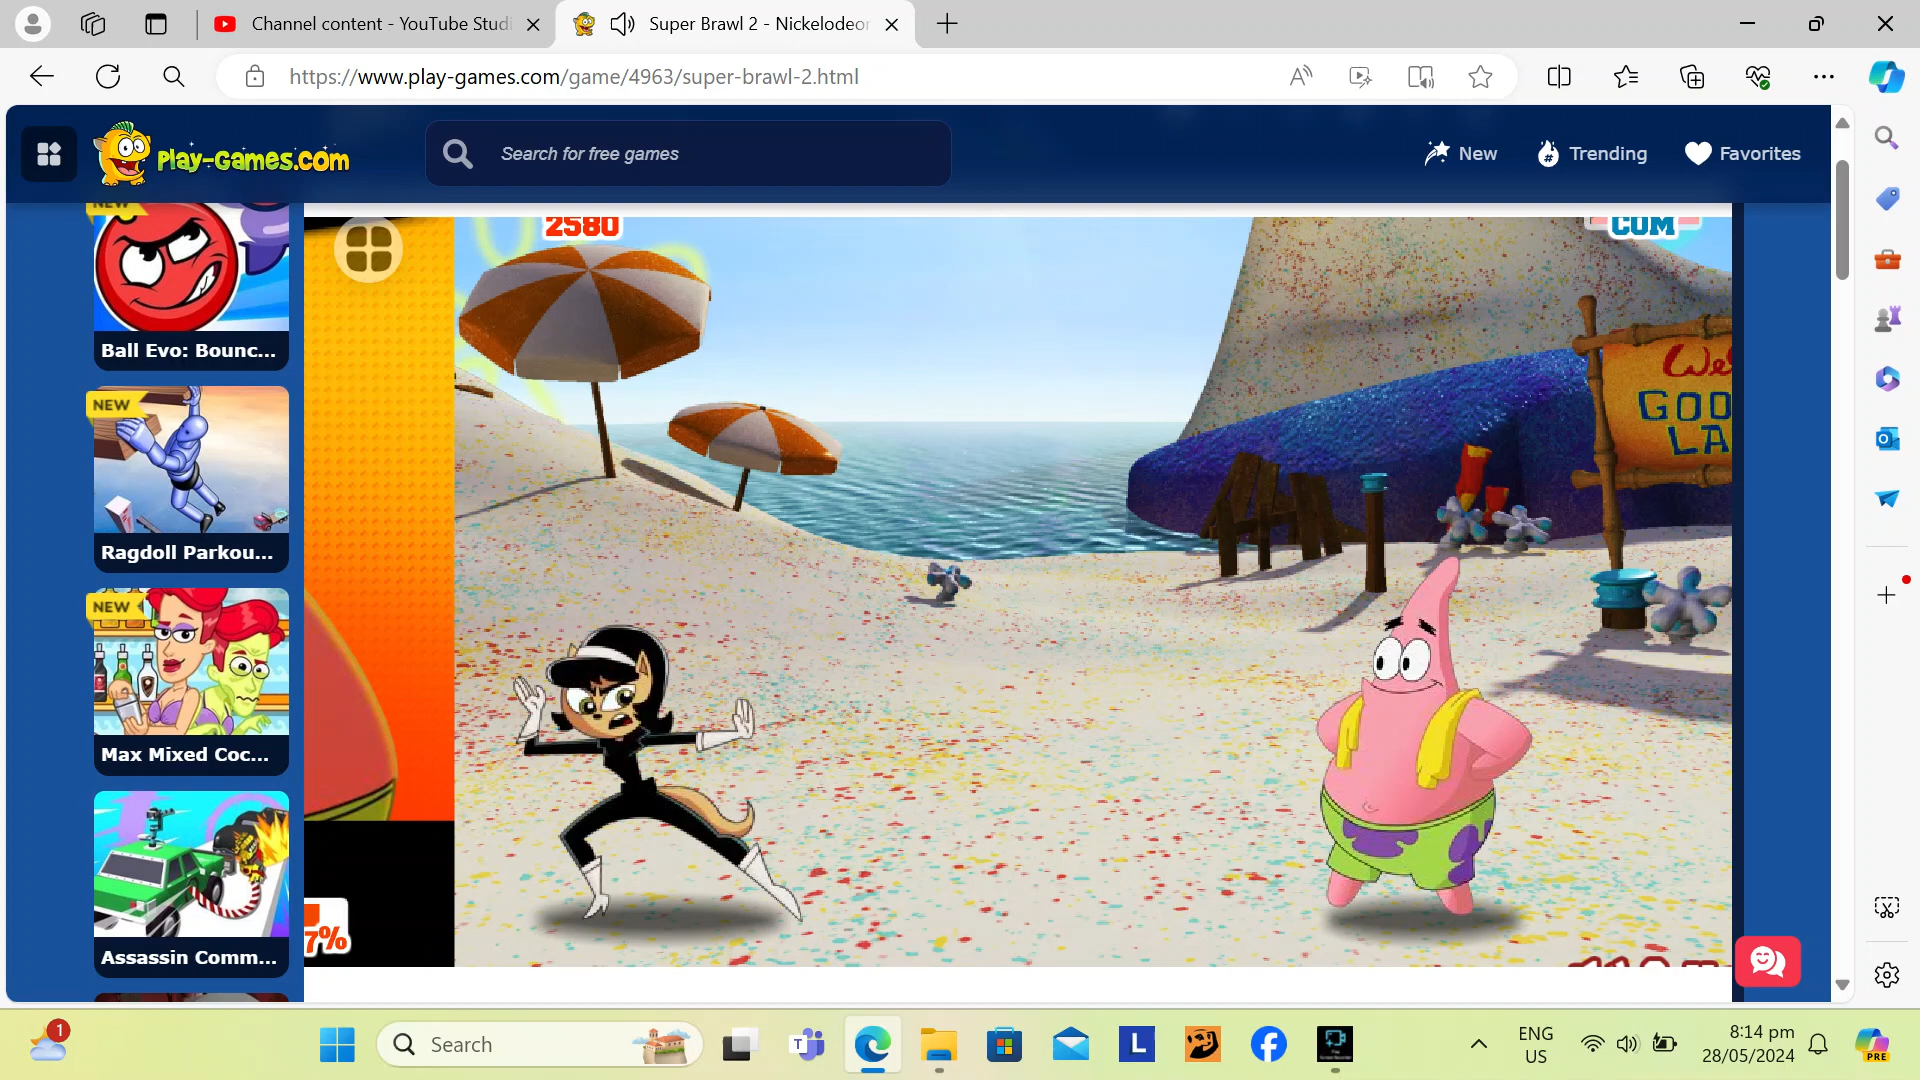 Channel content - YouTube Studi
Super Brawl 2 - Nickelodeon
https://www.play-games.com/game/4963/super-brawl-2.html
PLAY-GAMES.COM
Search for free games
New
Trending
Favorites
NEW
Ball Evo: Bounc...
NEW
Ragdoll Parkou...
NEW
Max Mixed Coc...
Assassin Comm...
2580
COM
Wel
GOO
LA
7%
1
Search
T
L
ENG
US
8:14 pm
28/05/2024
PRE